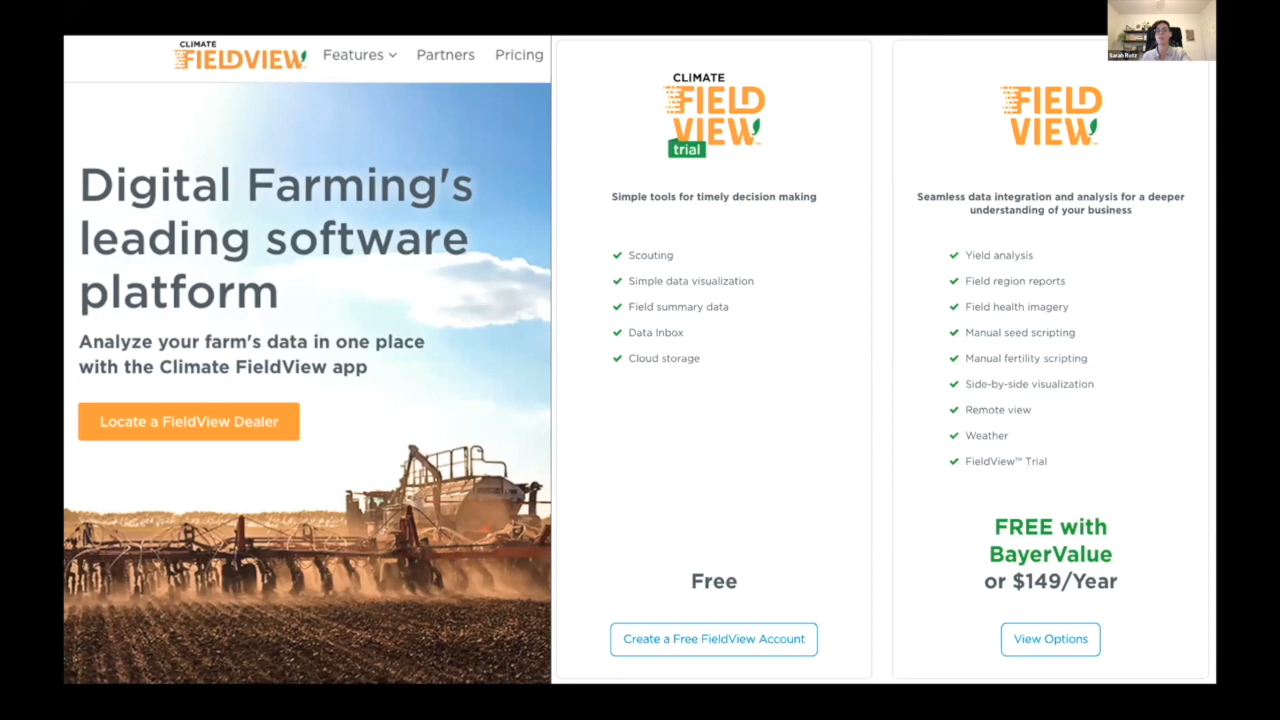 CLIMATE
FIELDVIEW
Features
Partners
Pricing
Digital Farming's
leading software
platform
Analyze your farm's data in one place
with the Climate FieldView app
Locate a FieldView Dealer
CLIMATE
FIELD
VIEW
trial
Simple tools for timely decision making
Scouting
Simple data visualization
Field summary data
Data Inbox
Cloud storage
Free
Create a Free FieldView Account
FIELD
VIEW
Seamless data integration and analysis for a deeper
understanding of your business
Yield analysis
Field region reports
Field health imagery
Manual seed scripting
Manual fertility scripting
Side-by-side visualization
Remote view
Weather
FieldView™ Trial
FREE with
BayerValue
or $149/Year
View Options
Sarah Rotz